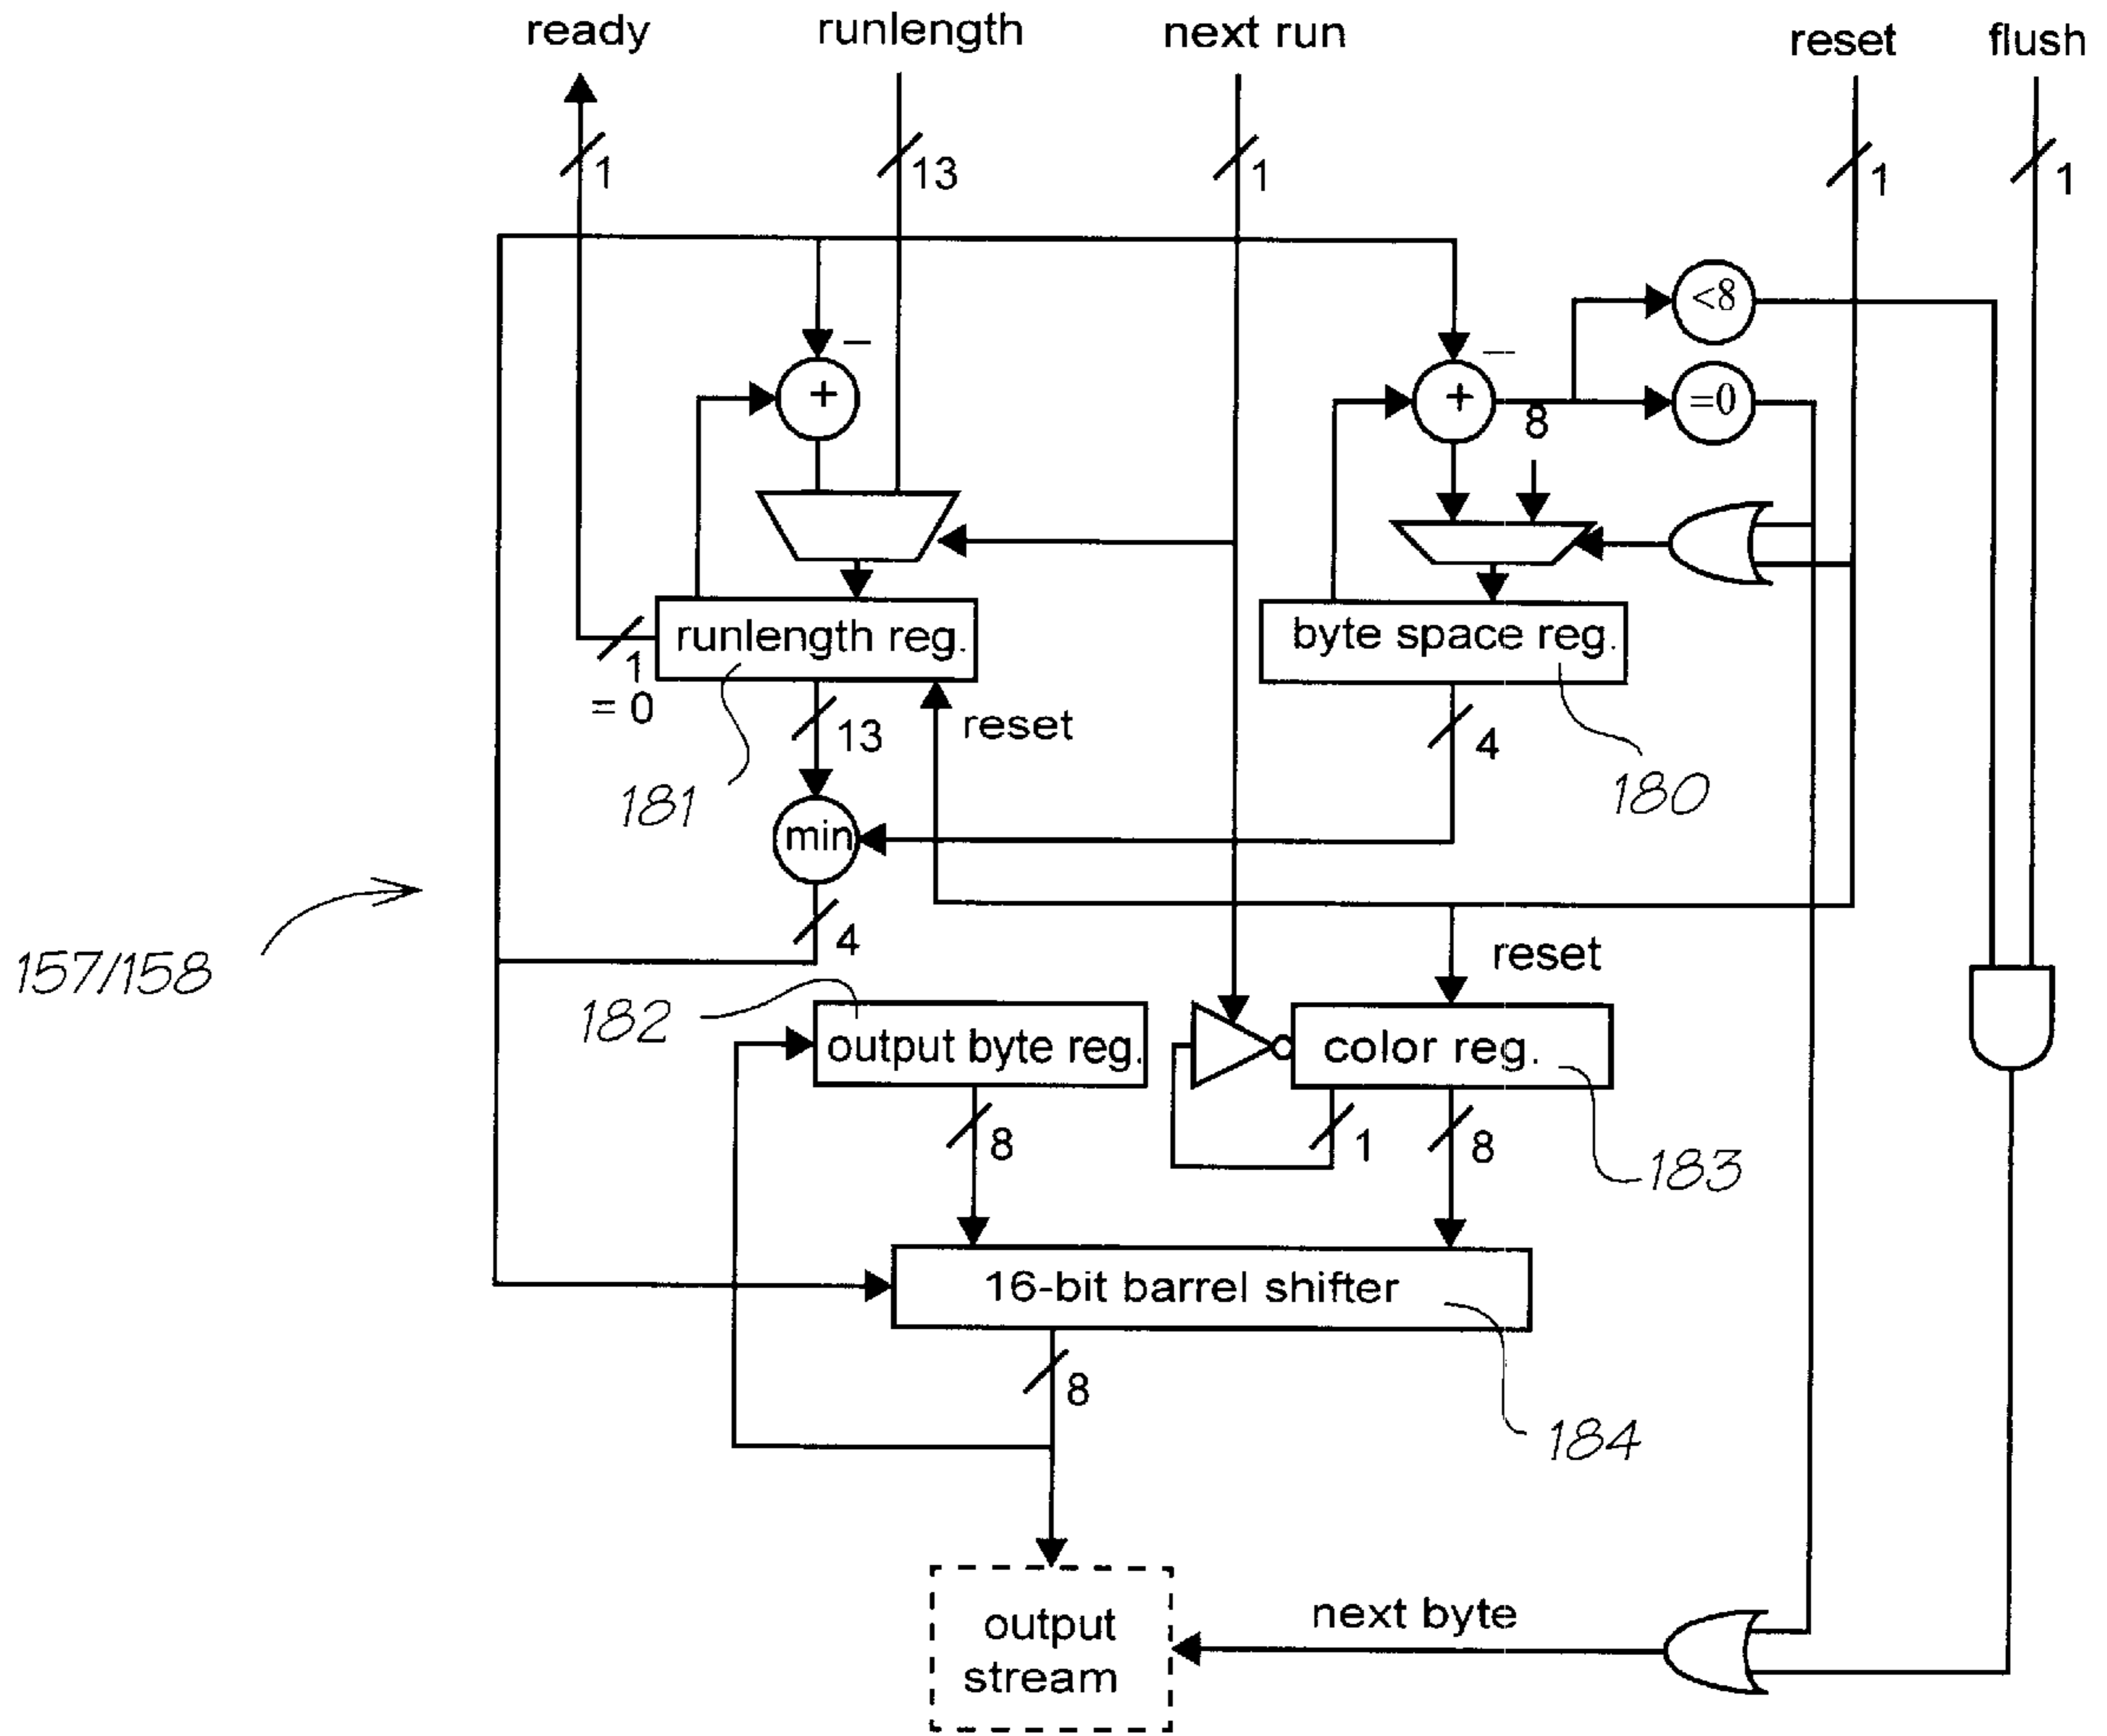 ready
runlength
next run
reset
flush
1
13
1
1
1
<8
–
–
+
+
=0
8
runlength reg.
byte space reg.
1
= 0
13
reset
4
181
180
min
4
157/158
reset
182
output byte reg.
color reg.
8
1
8
183
16-bit barrel shifter
8
184
next byte
output
stream